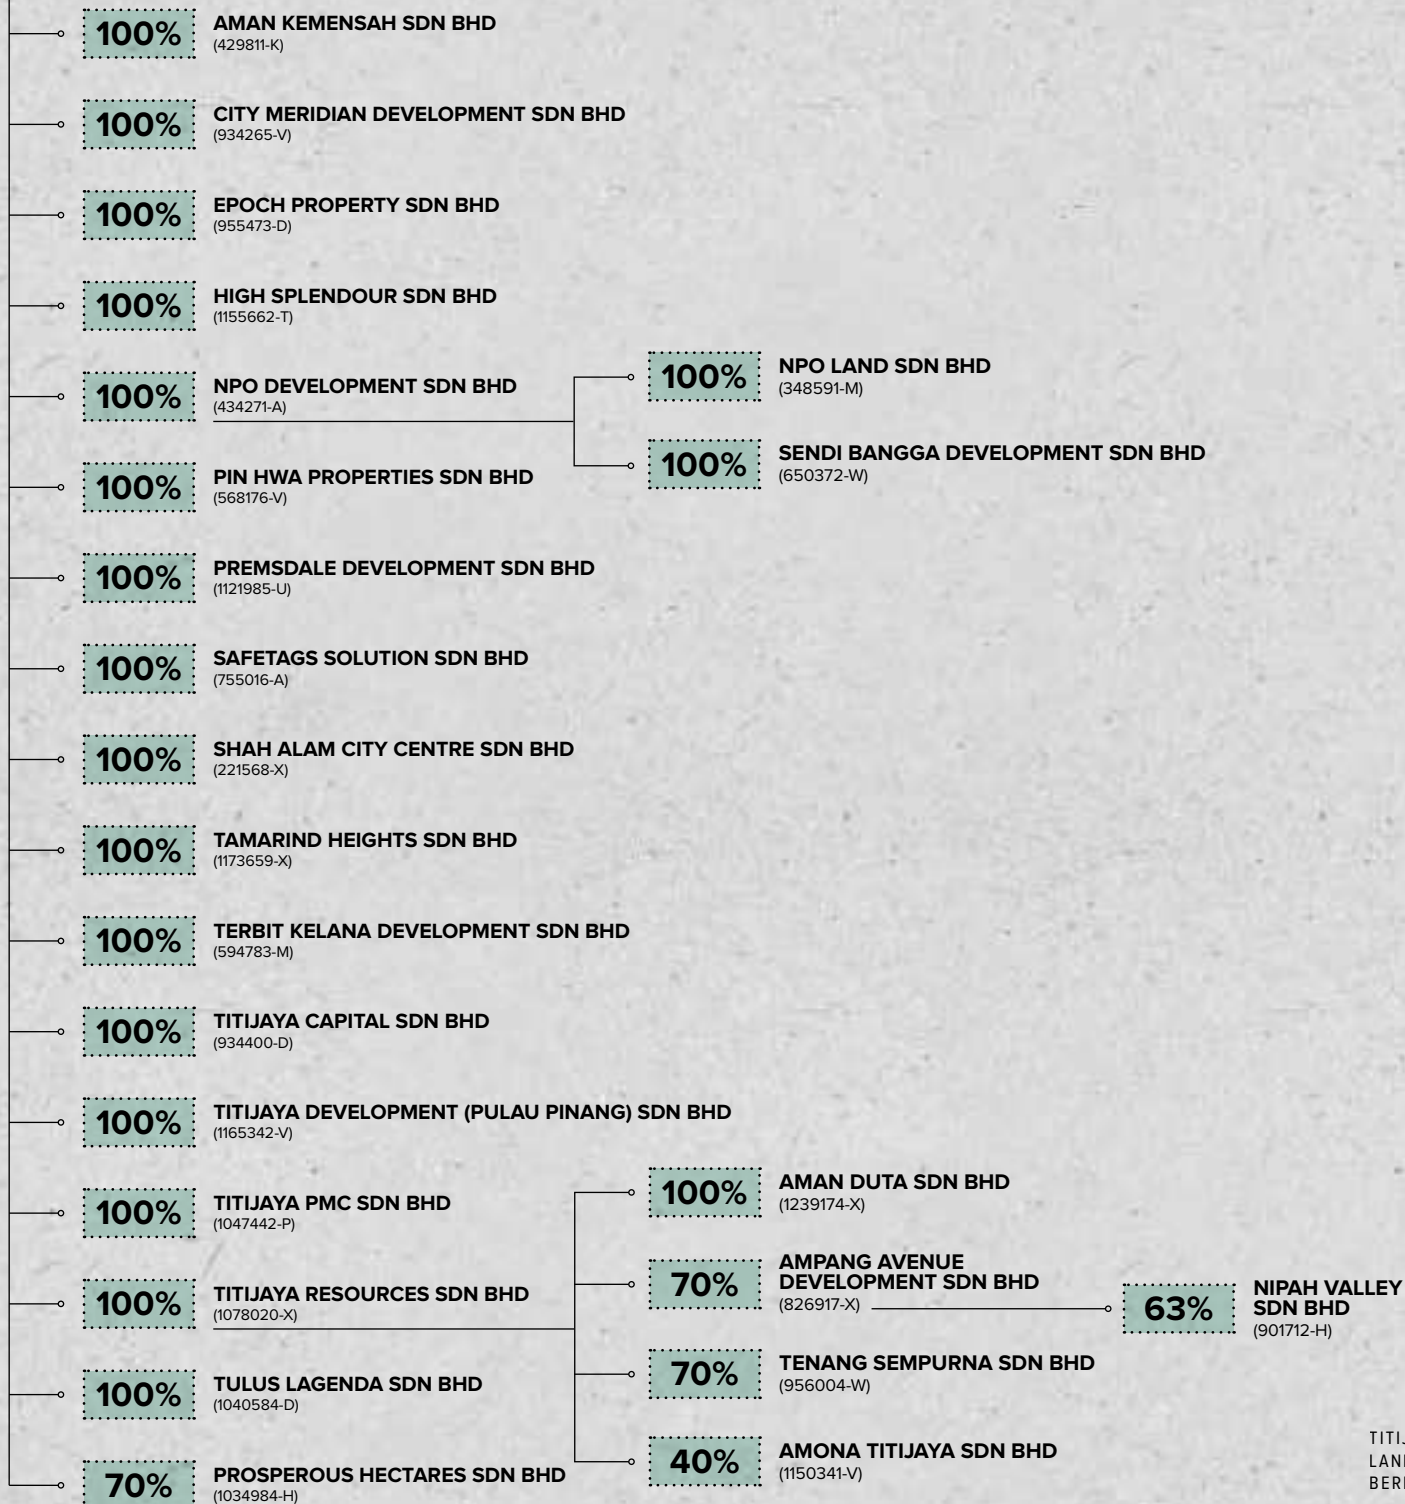 100%
AMAN KEMENSAH SDN BHD
(429811-K)
100%
CITY MERIDIAN DEVELOPMENT SDN BHD
(934265-V)
100%
EPOCH PROPERTY SDN BHD
(955473-D)
100%
HIGH SPLENDOUR SDN BHD
(1155662-T)
100%
NPO DEVELOPMENT SDN BHD
(434271-A)
100%
NPO LAND SDN BHD
(348591-M)
100%
SENDI BANGGA DEVELOPMENT SDN BHD
(650372-W)
100%
PIN HWA PROPERTIES SDN BHD
(568176-V)
100%
PREMSDALE DEVELOPMENT SDN BHD
(1121985-U)
100%
SAFETAGS SOLUTION SDN BHD
(755016-A)
100%
SHAH ALAM CITY CENTRE SDN BHD
(221568-X)
100%
TAMARIND HEIGHTS SDN BHD
(1173659-X)
100%
TERBIT KELANA DEVELOPMENT SDN BHD
(594783-M)
100%
TITIJAYA CAPITAL SDN BHD
(934400-D)
100%
TITIJAYA DEVELOPMENT (PULAU PINANG) SDN BHD
(1165342-V)
100%
TITIJAYA PMC SDN BHD
(1047442-P)
100%
TITIJAYA RESOURCES SDN BHD
(1078020-X)
100%
AMAN DUTA SDN BHD
(1239174-X)
70%
AMPANG AVENUE
DEVELOPMENT SDN BHD
(826917-X)
63%
NIPAH VALLEY
SDN BHD
(901712-H)
70%
TENANG SEMPURNA SDN BHD
(956004-W)
40%
AMONA TITIJAYA SDN BHD
(1150341-V)
100%
TULUS LAGENDA SDN BHD
(1040584-D)
70%
PROSPEROUS HECTARES SDN BHD
(1034984-H)